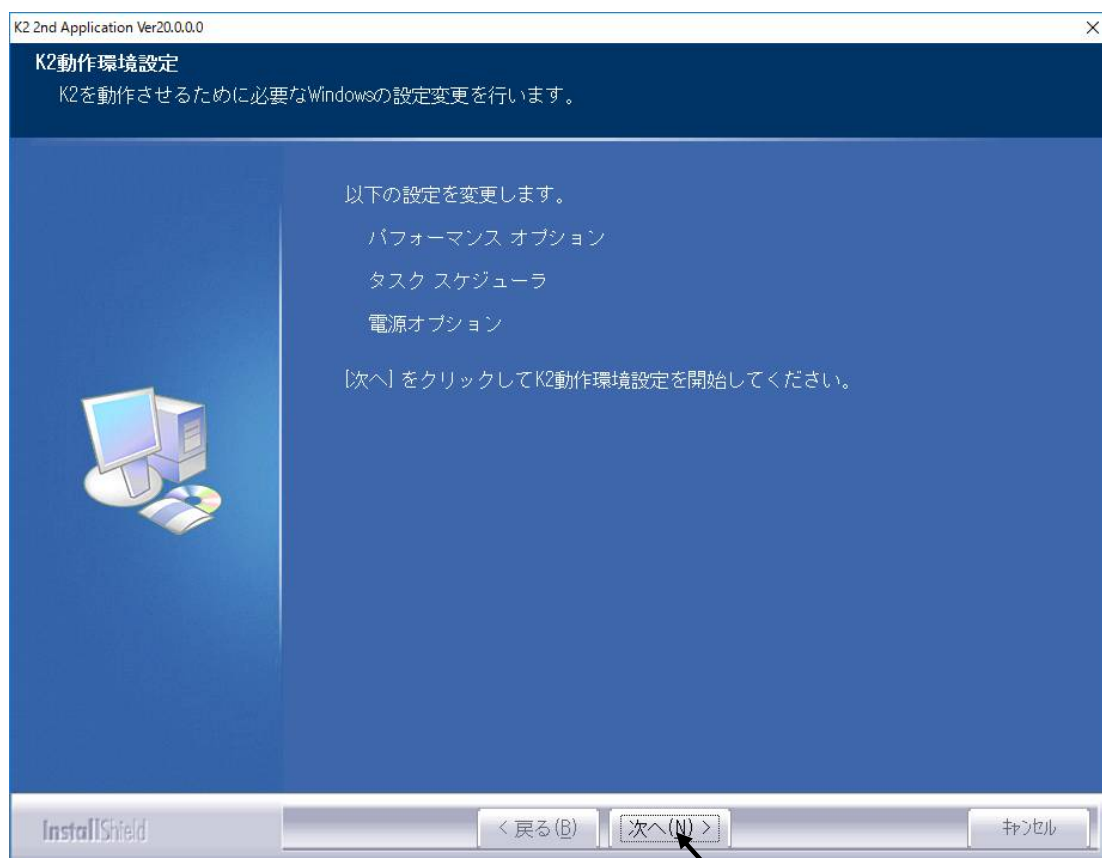 K2 2nd Application Ver20.0.0.0
K2動作環境設定
K2を動作させるために必要なWindowsの設定変更を行います。
以下の設定を変更します。
パフォーマンス オプション
タスク スケジューラ
電源オプション
[次へ] をクリックしてK2動作環境設定を開始してください。
InstallShield
< 戻る(B)
次へ(N) >
キャンセル